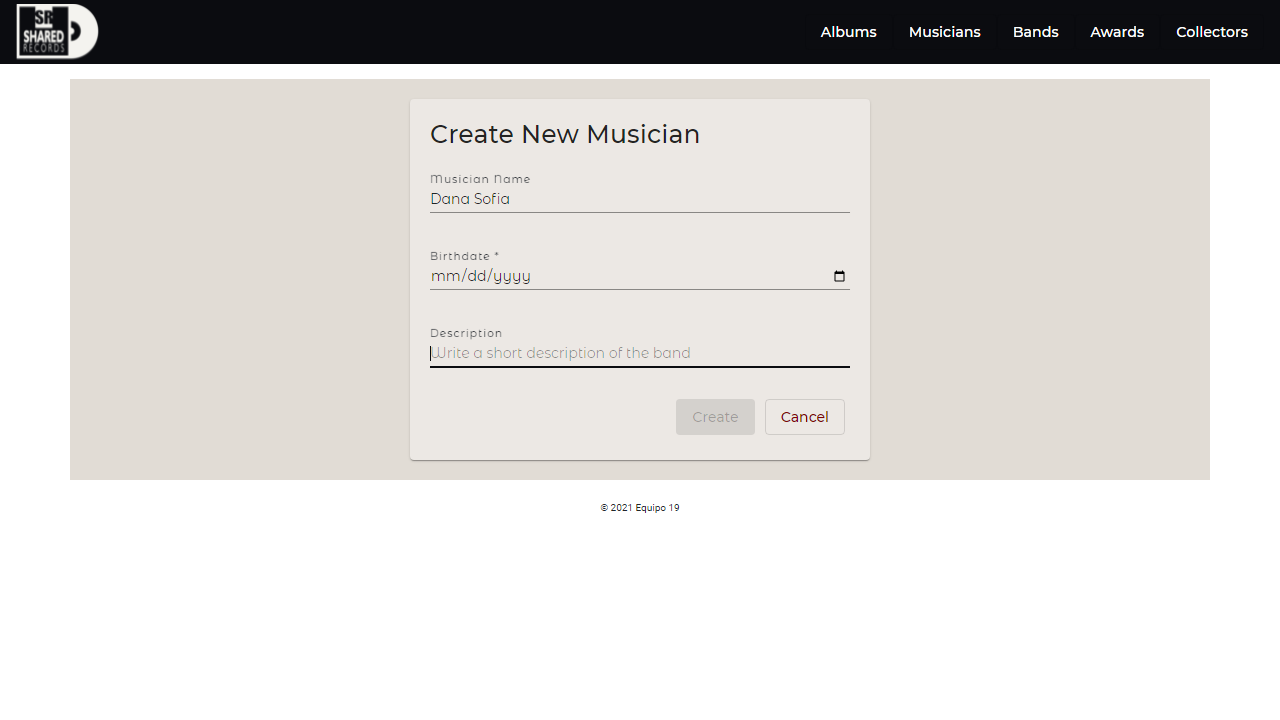 SR
SHARED
RECORDS
Albums
Musicians
Bands
Awards
Collectors
Create New Musician
Musician Name
Dana Sofia
Birthdate *
mm/dd/yyyy
Description
Write a short description of the band
Create
Cancel
© 2021 Equipo 19